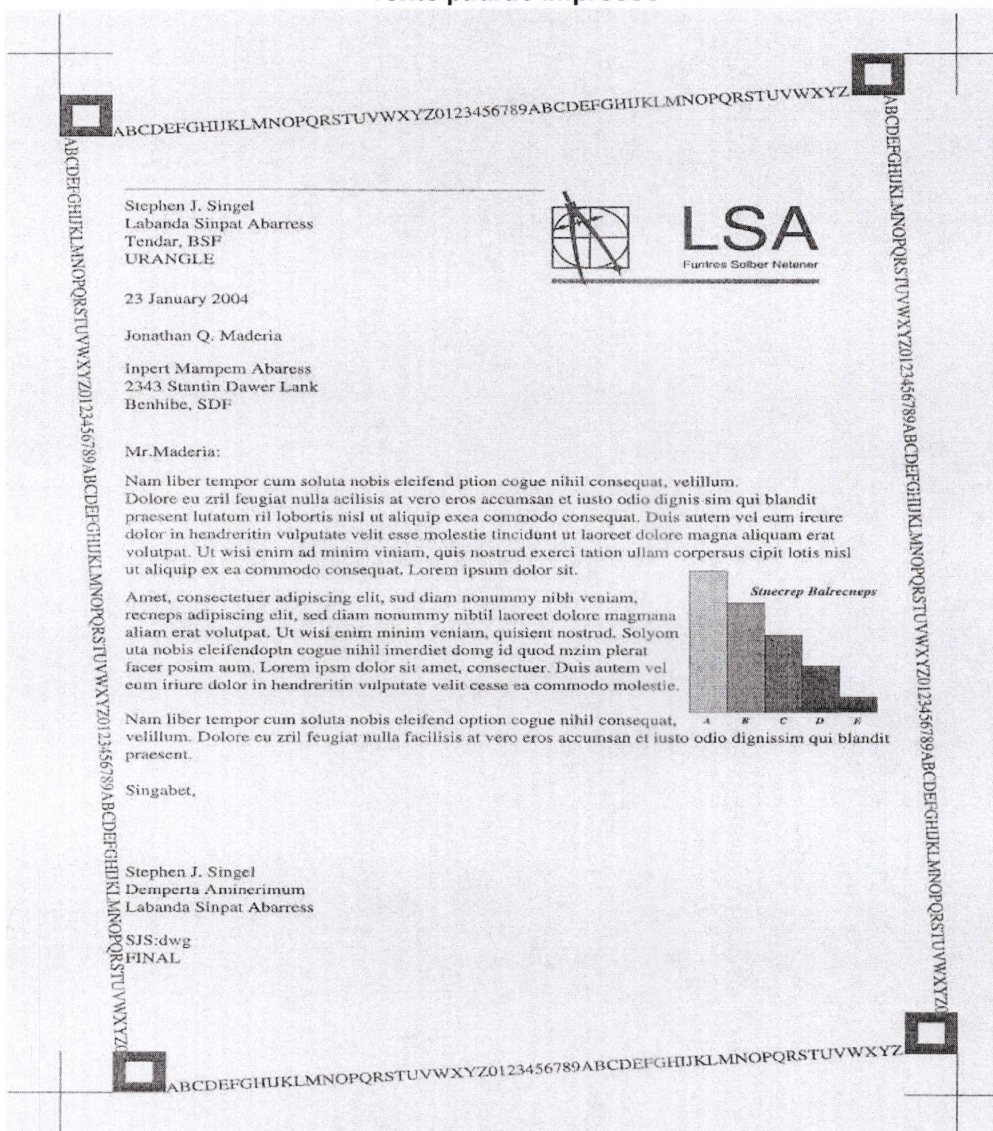 ABCDEFGHIJKLMNOPQRSTUVWXYZ0123456789ABCDEFGHIJKLMNOPQRSTUVWXYZ
ABCDEFGHIJKLMNOPQRSTUVWXYZ0123456789ABCDEFGHIJKLMNOPQRSTUVWXYZ0123456789ABCDEFGHIJKLMNOPQRSTUVWXYZ0
ABCDEFGHIJKLMNOPQRSTUVWXYZ0123456789ABCDEFGHIJKLMNOPQRSTUVWXYZ0123456789ABCDEFGHIJKLMNOPQRSTUVWXYZ0
Stephen J. Singel
Labanda Sinpat Abarress
Tendar, BSF
URANGLE
LSA
Funtres Solber Netener
23 January 2004
Jonathan Q. Maderia
Inpert Mampem Abaress
2343 Stantin Dawer Lank
Benhibe, SDF
Mr.Maderia:
Nam liber tempor cum soluta nobis eleifend ption cogue nihil consequat, velillum.
Dolore eu zril feugiat nulla acilisis at vero eros accumsan et iusto odio dignis sim qui blandit
praesent lutatum ril lobortis nisl ut aliquip exea commodo consequat. Duis autem vel eum ireure
dolor in hendreritin vulputate velit esse molestie tincidunt ut laoreet dolore magna aliquam erat
volutpat. Ut wisi enim ad minim viniam, quis nostrud exerci tation ullam corpersus cipit lotis nisl
ut aliquip ex ea commodo consequat. Lorem ipsum dolor sit.
Amet, consectetuer adipiscing elit, sud diam nonummy nibh veniam,
recneps adipiscing elit, sed diam nonummy nibtil laoreet dolore magmana
aliam erat volutpat. Ut wisi enim minim veniam, quisient nostrud. Solyom
uta nobis eleifendoptn cogue nihil imerdiet domg id quod mzim plerat
facer posim aum. Lorem ipsm dolor sit amet, consectuer. Duis autem vel
eum iriure dolor in hendreritin vulputate velit cesse ea commodo molestie.
Stnecrep Balrecneps
A B C D E
Nam liber tempor cum soluta nobis eleifend option cogue nihil consequat,
velillum. Dolore eu zril feugiat nulla facilisis at vero eros accumsan et iusto odio dignissim qui blandit
praesent.
Singabet,
Stephen J. Singel
Demperta Aminerimum
Labanda Sinpat Abarress
SJS:dwg
FINAL
ABCDEFGHIJKLMNOPQRSTUVWXYZ0123456789ABCDEFGHIJKLMNOPQRSTUVWXYZ